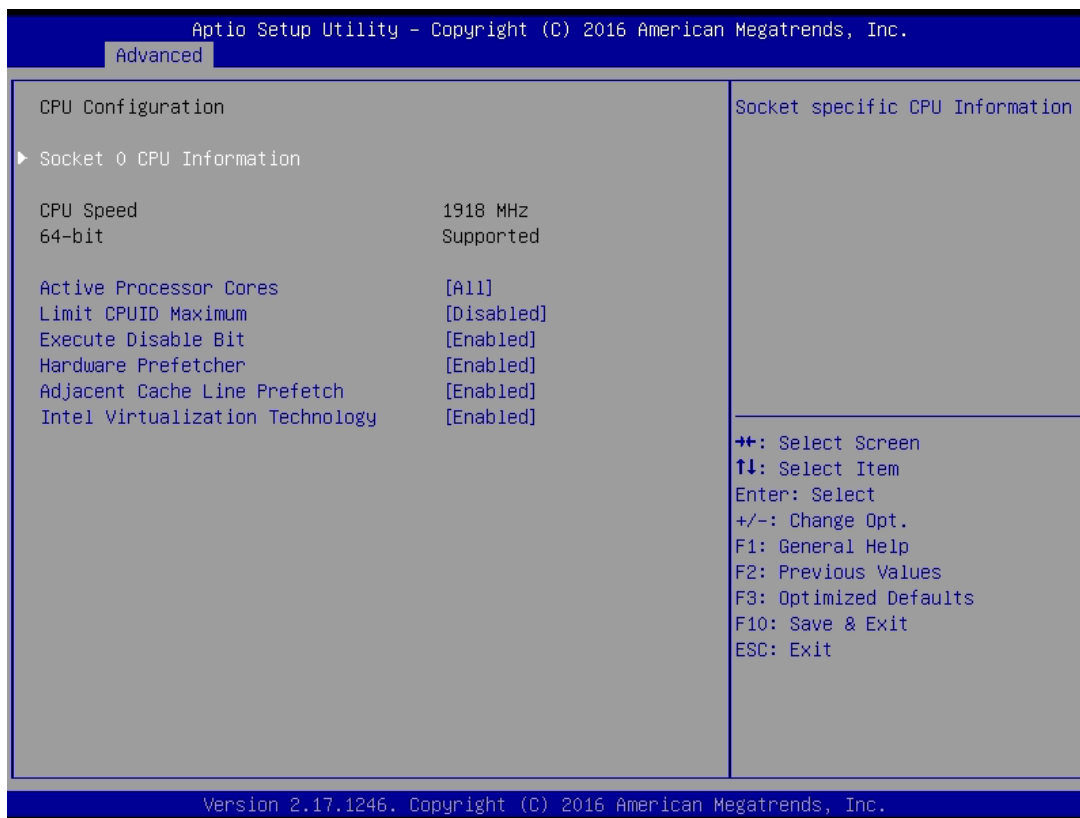 Aptio Setup Utility – Copyright (C) 2016 American Megatrends, Inc.
Advanced
CPU Configuration
Socket 0 CPU Information
CPU Speed 1918 MHz
64-bit Supported
Active Processor Cores [All]
Limit CPUID Maximum [Disabled]
Execute Disable Bit [Enabled]
Hardware Prefetcher [Enabled]
Adjacent Cache Line Prefetch [Enabled]
Intel Virtualization Technology [Enabled]
Socket specific CPU Information
→←: Select Screen
↑↓: Select Item
Enter: Select
+/-: Change Opt.
F1: General Help
F2: Previous Values
F3: Optimized Defaults
F10: Save & Exit
ESC: Exit
Version 2.17.1246. Copyright (C) 2016 American Megatrends, Inc.